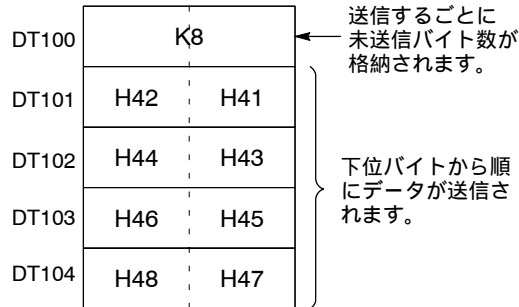 DT100 K8
送信するごとに
未送信バイト数が
格納されます。
DT101 H42 H41
DT102 H44 H43
DT103 H46 H45
DT104 H48 H47
下位バイトから順
にデータが送信さ
れます。